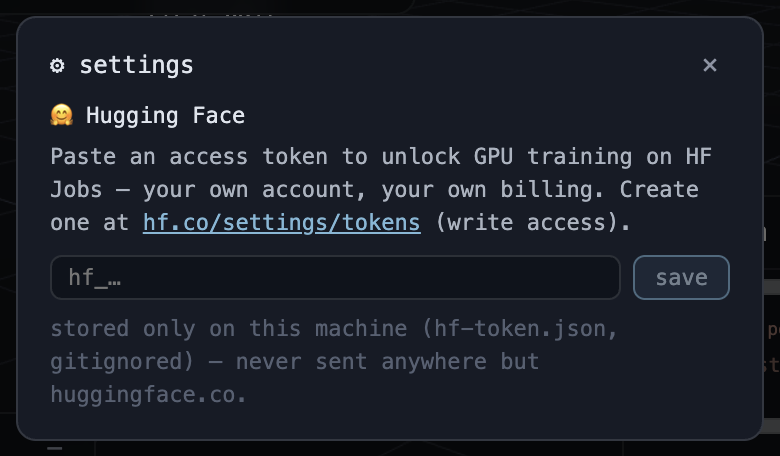 ⚙ settings ×
🤗 Hugging Face
Paste an access token to unlock GPU training on HF
Jobs — your own account, your own billing. Create
one at hf.co/settings/tokens (write access).
hf_… save
stored only on this machine (hf-token.json,
gitignored) — never sent anywhere but
huggingface.co.